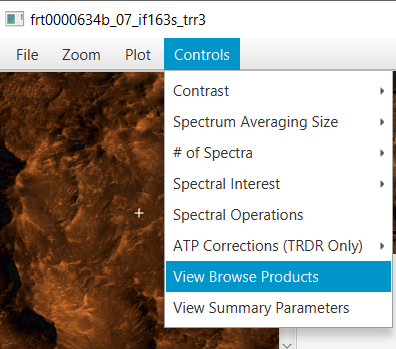 frt0000634b_07_if163s_trr3
File Zoom Plot Controls
Contrast
Spectrum Averaging Size
# of Spectra
Spectral Interest
Spectral Operations
ATP Corrections (TRDR Only)
View Browse Products
View Summary Parameters